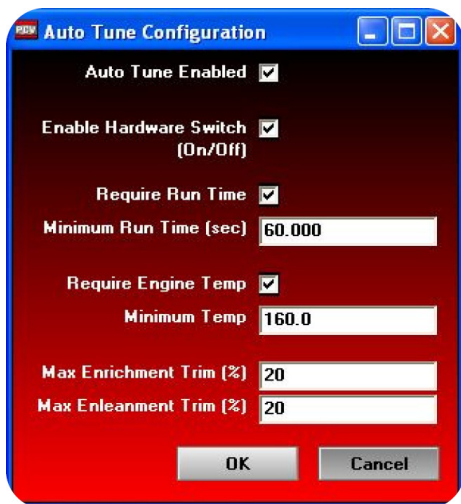 PCV Auto Tune Configuration
Auto Tune Enabled
Enable Hardware Switch
(On/Off)
Require Run Time
Minimum Run Time (sec) 60.000
Require Engine Temp
Minimum Temp 160.0
Max Enrichment Trim (%) 20
Max Enleanment Trim (%) 20
OK Cancel